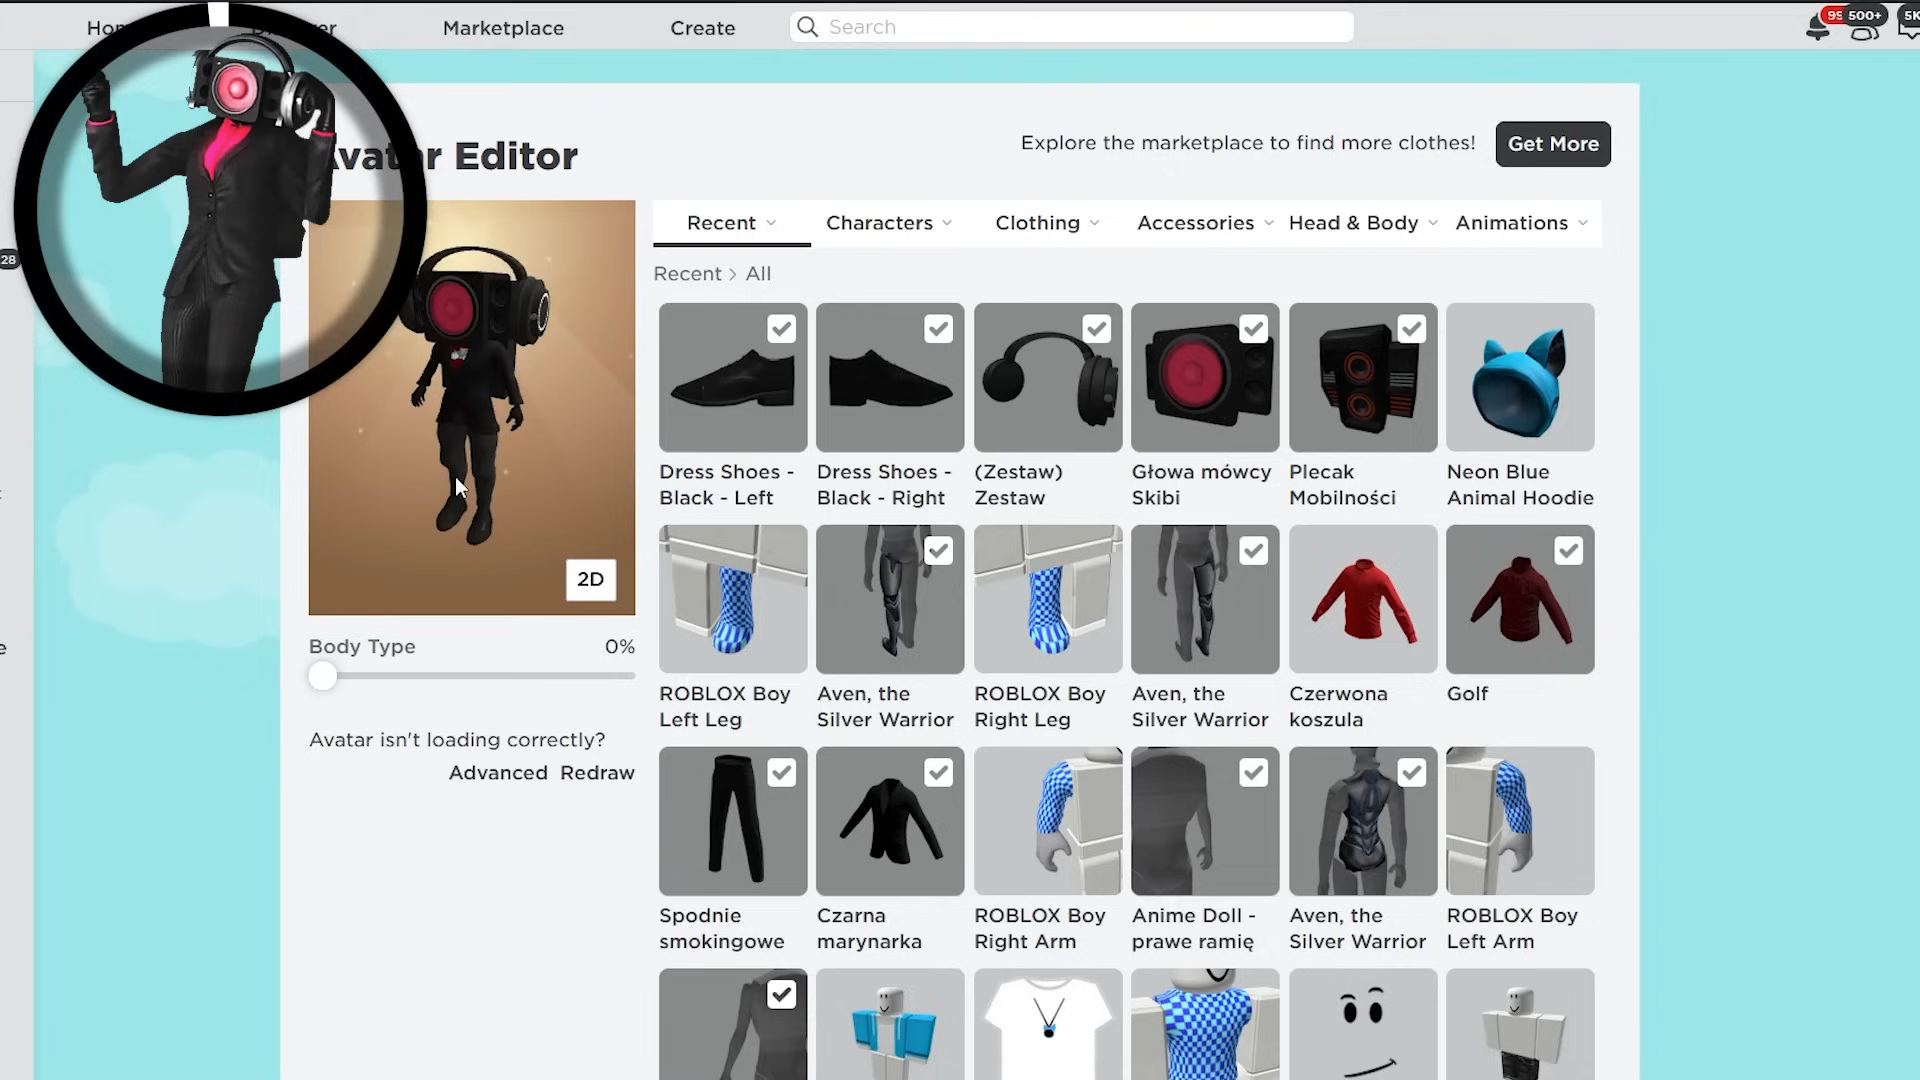 Marketplace
Create
Search
99
500+
5K
28
Avatar Editor
Explore the marketplace to find more clothes!
Get More
Recent
Characters
Clothing
Accessories
Head & Body
Animations
Recent > All
2D
Body Type
0%
Avatar isn't loading correctly?
Advanced
Redraw
Dress Shoes -
Black - Left
Dress Shoes -
Black - Right
(Zestaw)
Zestaw
Głowa mówcy
Skibi
Plecak
Mobilności
Neon Blue
Animal Hoodie
ROBLOX Boy
Left Leg
Aven, the
Silver Warrior
ROBLOX Boy
Right Leg
Aven, the
Silver Warrior
Czerwona
koszula
Golf
Spodnie
smokingowe
Czarna
marynarka
ROBLOX Boy
Right Arm
Anime Doll -
prawe ramię
Aven, the
Silver Warrior
ROBLOX Boy
Left Arm